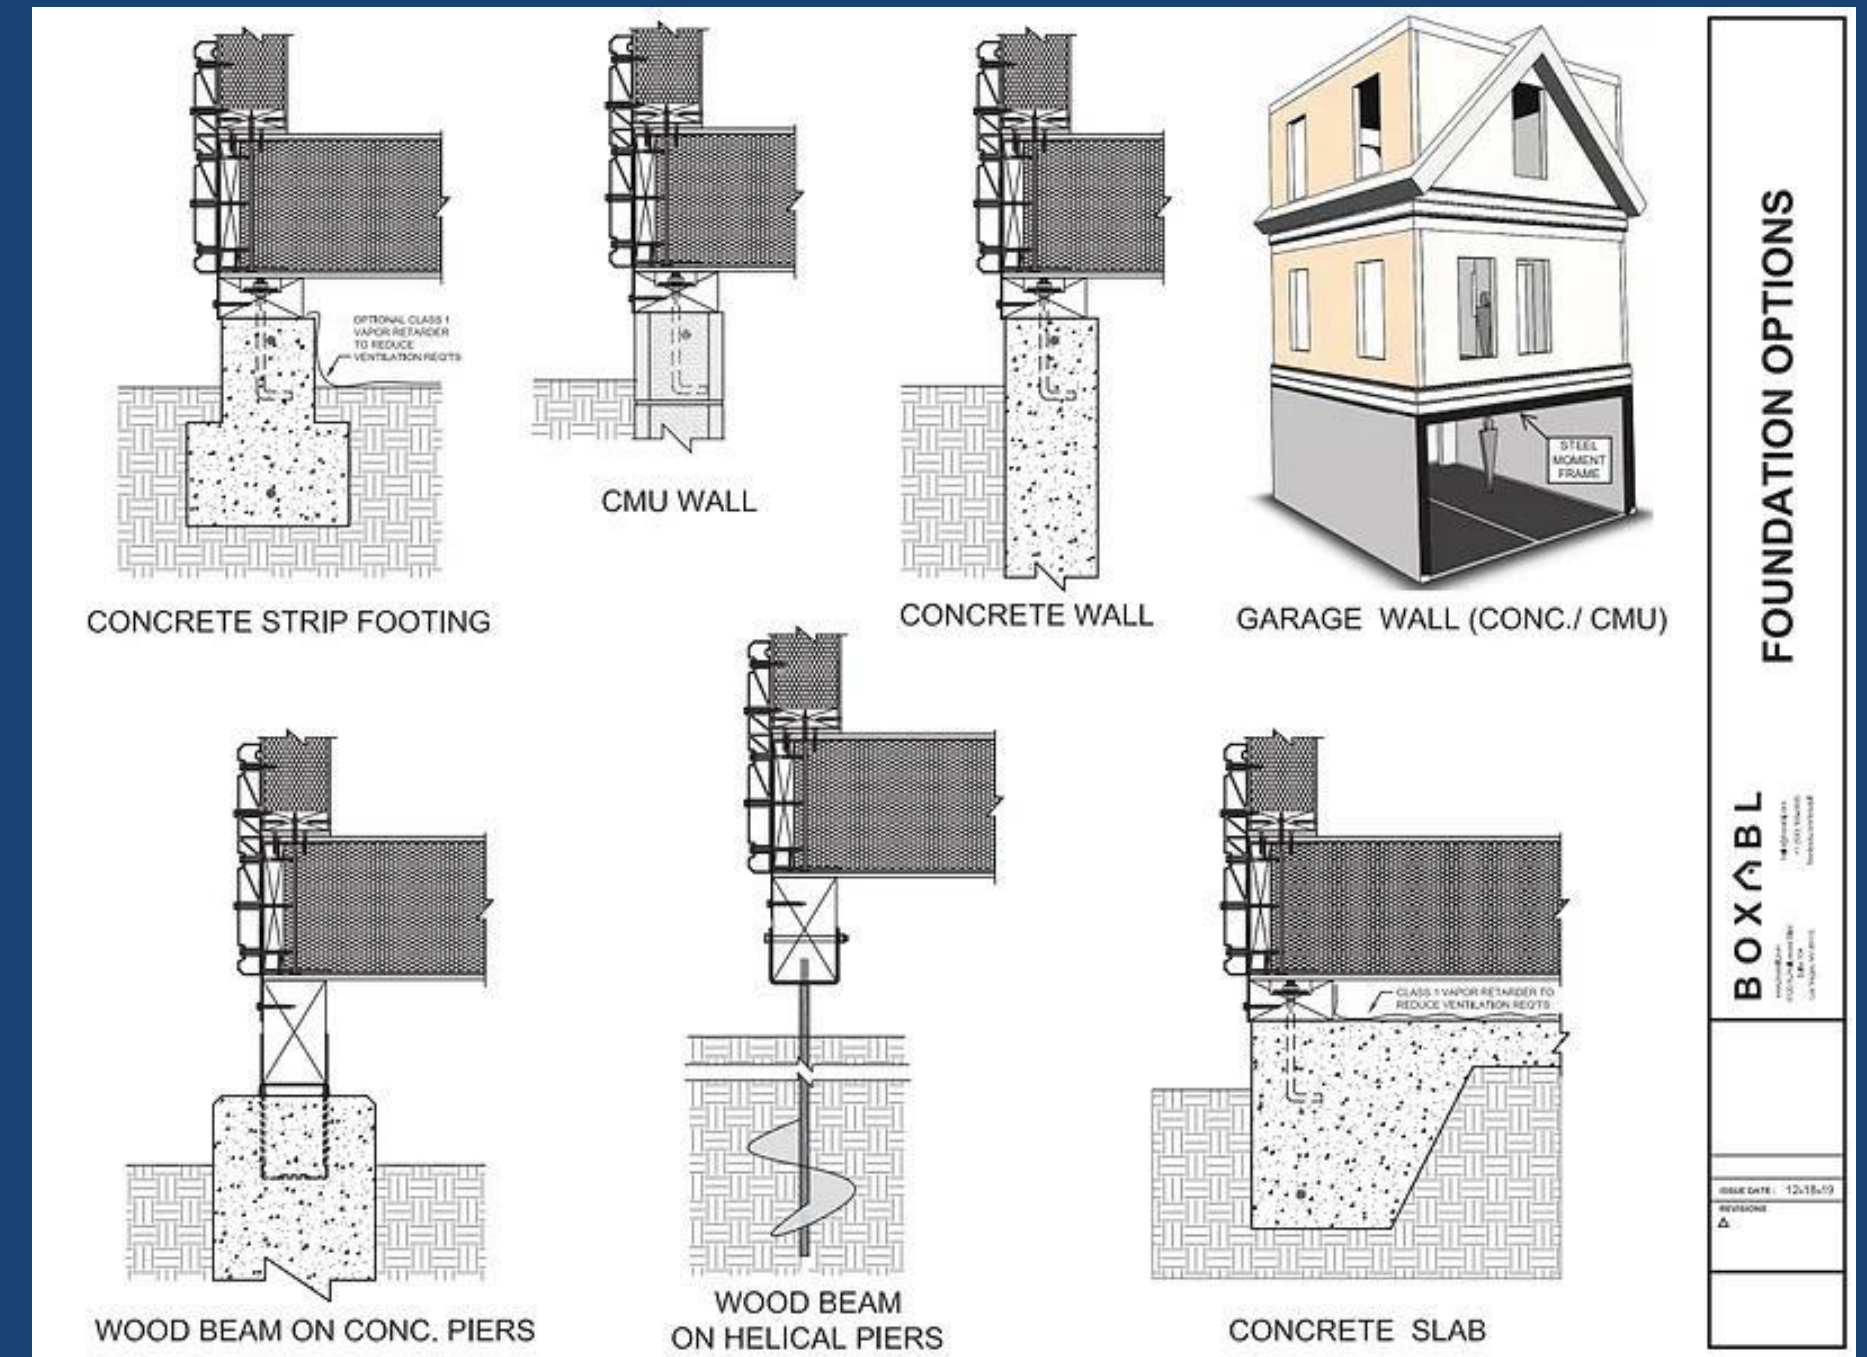 OPTIONAL CLASS 1
VAPOR RETARDER
TO REDUCE
VENTILATION REQ'TS
CONCRETE STRIP FOOTING
CMU WALL
CONCRETE WALL
STEEL
MOMENT
FRAME
GARAGE WALL (CONC./ CMU)
WOOD BEAM ON CONC. PIERS
WOOD BEAM
ON HELICAL PIERS
CLASS 1 VAPOR RETARDER TO
REDUCE VENTILATION REQ'TS
CONCRETE SLAB
FOUNDATION OPTIONS
BOXABL
ISSUE DATE: 12.18.19
REVISIONS